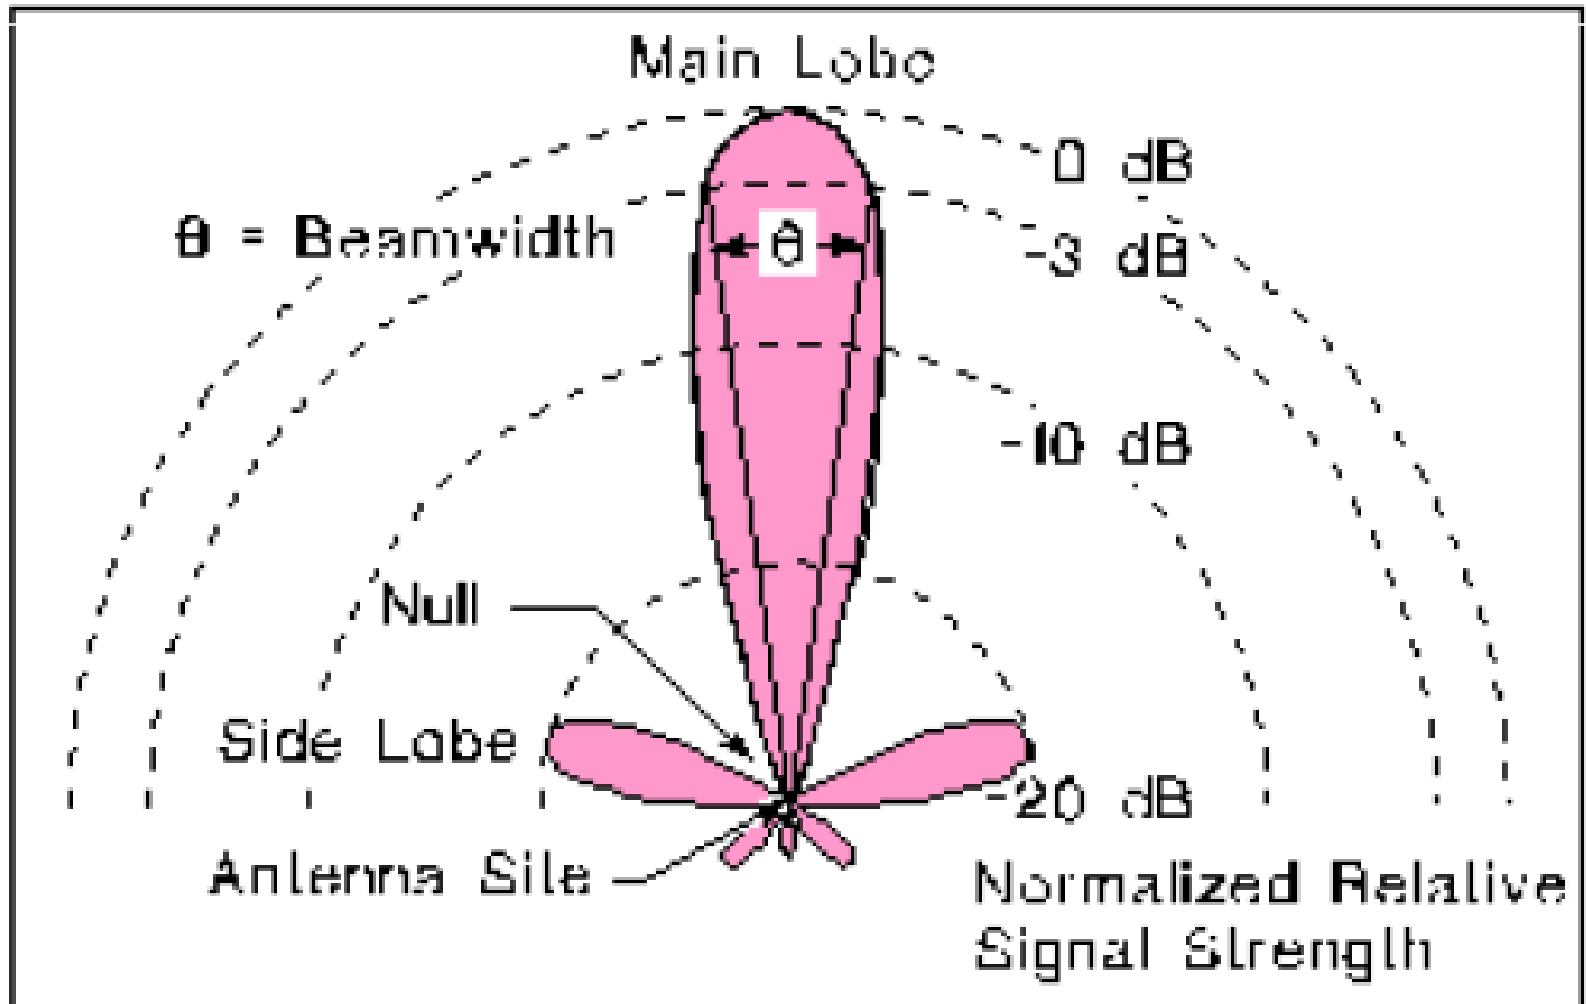 Main Lobe
0 dB
θ = Beamwidth
θ
-3 dB
-10 dB
Null
Side Lobe
-20 dB
Antenna Site
Normalized Relative
Signal Strength